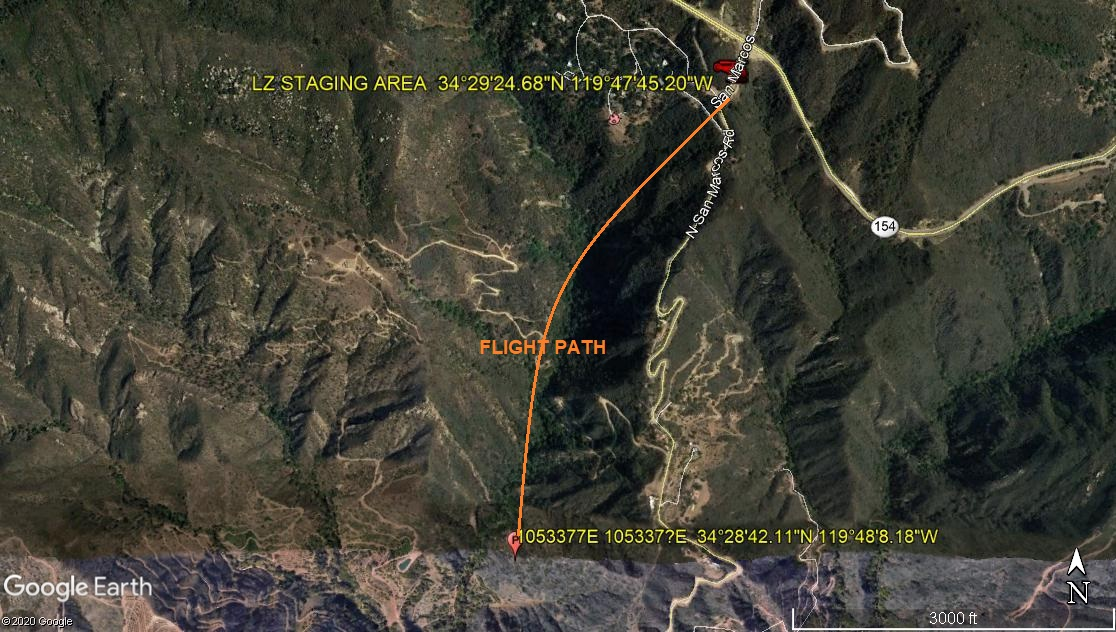 San Marcos
LZ STAGING AREA 34°29'24.68"N 119°47'45.20"W
N San Marcos Rd
154
FLIGHT PATH
1053377E 105337?E 34°28'42.11"N 119°48'8.18"W
Google Earth
N
©2020 Google
3000 ft